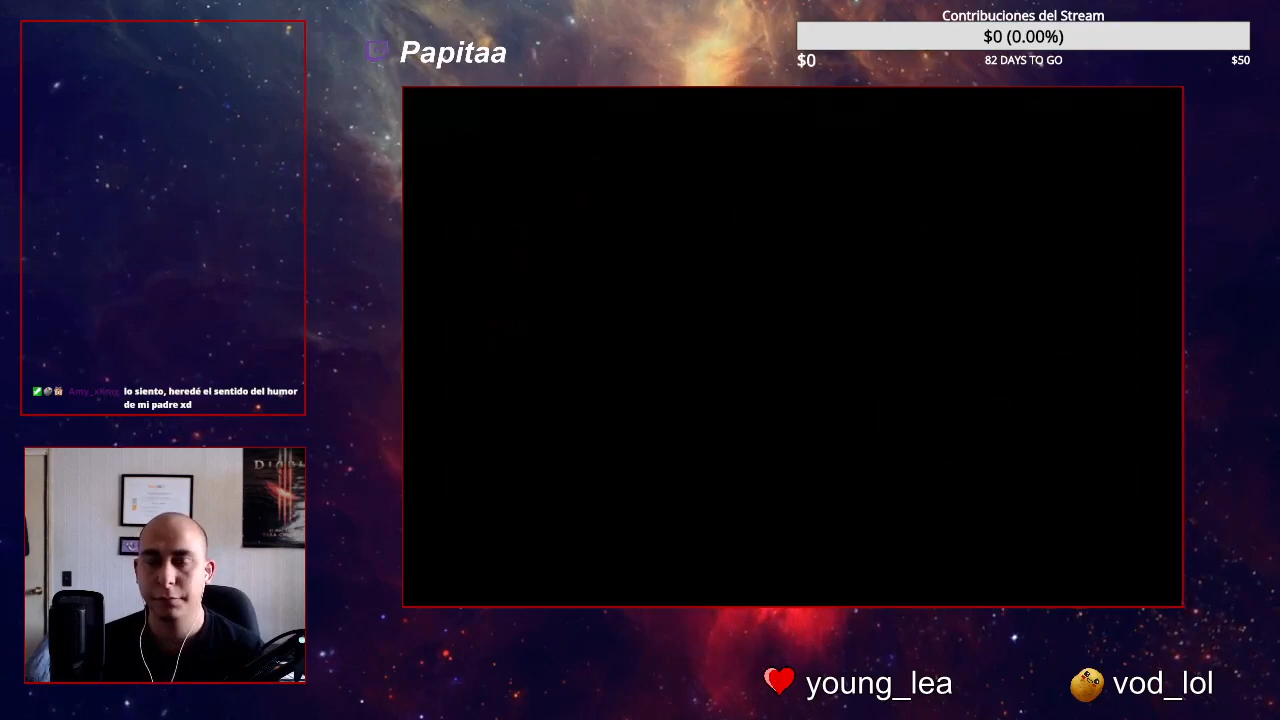 Contribuciones del Stream
$0 (0.00%)
$0 82 DAYS TO GO $50
Papitaa
lo siento, heredé el sentido del humor
de mi padre xd
young_lea
vod_lol